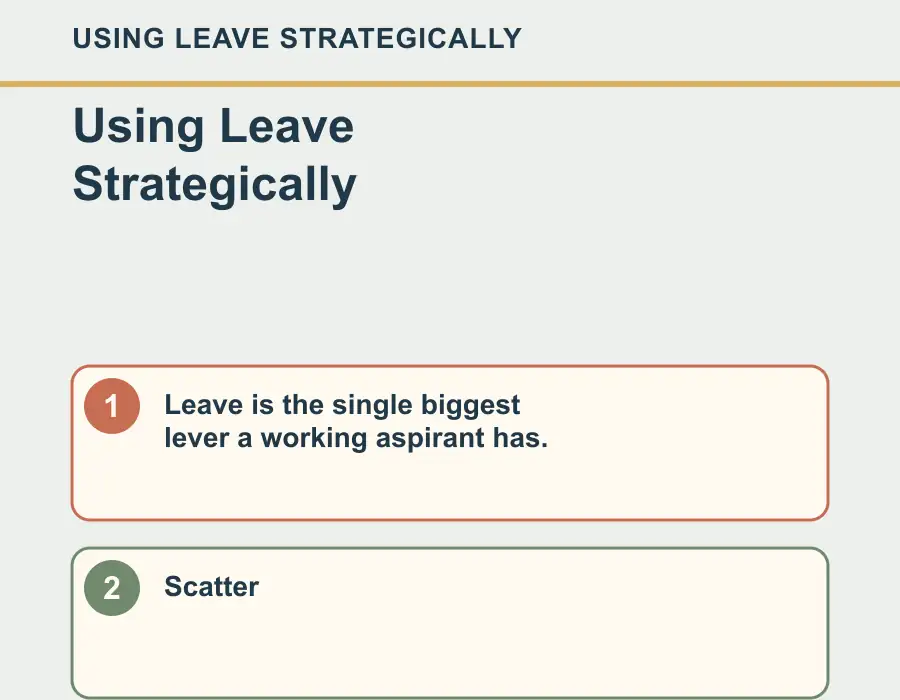 USING LEAVE STRATEGICALLY
Using Leave
Strategically
1
Leave is the single biggest
lever a working aspirant has.
2
Scatter